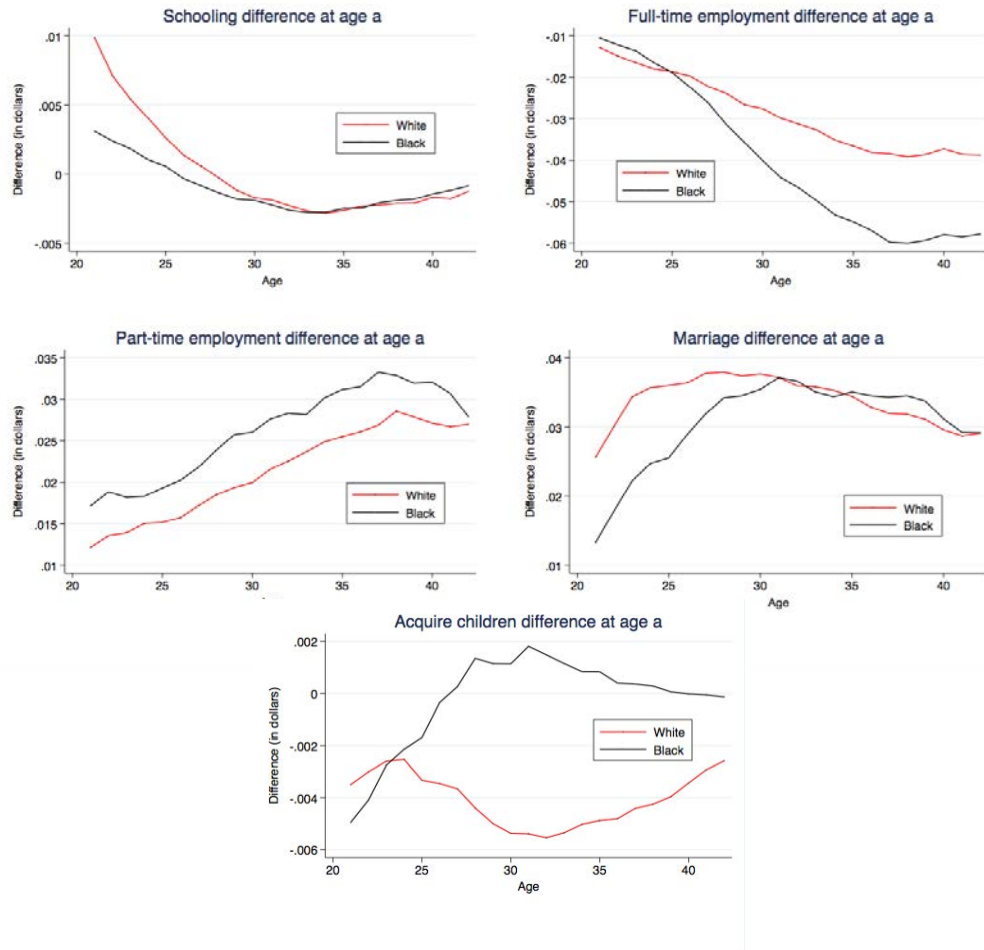 Schooling difference at age a
.01
.005
0
-.005
Difference (in dollars)
White
Black
20 25 30 35 40
Age
Full-time employment difference at age a
-.01
-.02
-.03
-.04
-.05
-.06
Difference (in dollars)
White
Black
20 25 30 35 40
Age
Part-time employment difference at age a
.035
.03
.025
.02
.015
.01
Difference (in dollars)
White
Black
20 25 30 35 40
Marriage difference at age a
.04
.03
.02
.01
Difference (in dollars)
White
Black
20 25 30 35 40
Age
Acquire children difference at age a
.002
0
-.002
-.004
-.006
Difference (in dollars)
White
Black
20 25 30 35 40
Age